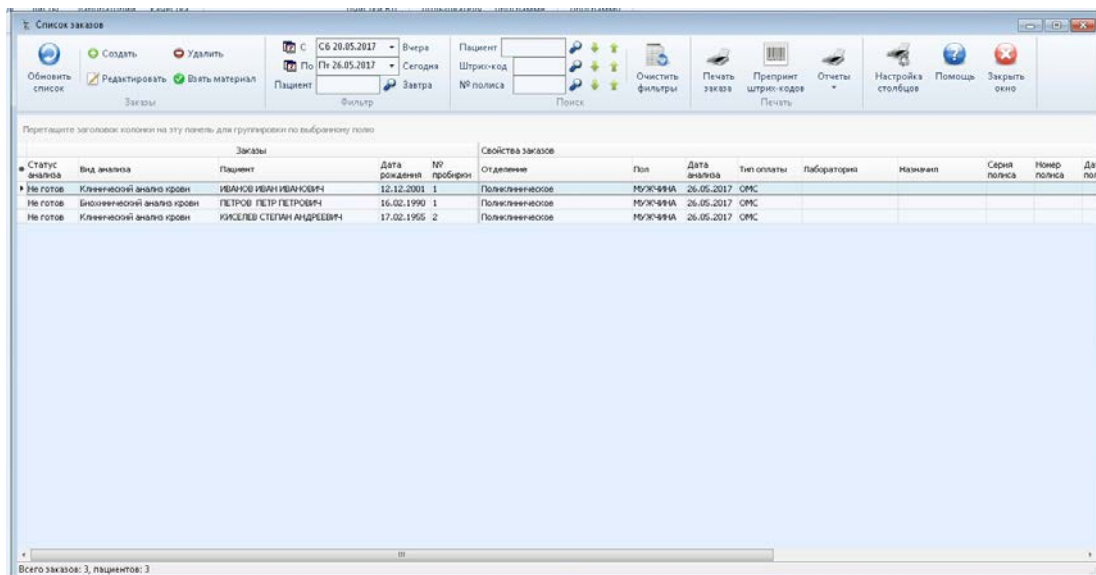 Список заказов
Обновить список
Создать
Удалить
Редактировать
Взять материал
Заказы
С Сб 20.05.2017 Вчера
По Пт 26.05.2017 Сегодня
Пациент Завтра
Фильтр
Пациент
Штрих-код
№ полиса
Поиск
Очистить фильтры
Печать заказа
Препринт штрих-кодов
Отчеты
Печать
Настройка столбцов
Помощь
Закрыть окно
Перетащите заголовок колонки на эту панель для группировки по выбранному полю
Заказы Свойства заказов
Статус анализа Вид анализа Пациент Дата рождения № пробирки Отделение Пол Дата анализа Тип оплаты Лаборатория Назначил Серия полиса Номер полиса
Не готов Клинический анализ крови ИВАНОВ ИВАН ИВАНОВИЧ 12.12.2001 1 Поликлиническое МУЖЧИНА 26.05.2017 ОМС
Не готов Биохимический анализ крови ПЕТРОВ ПЕТР ПЕТРОВИЧ 16.02.1990 1 Поликлиническое МУЖЧИНА 26.05.2017 ОМС
Не готов Клинический анализ крови КИСЕЛЕВ СТЕПАН АНДРЕЕВИЧ 17.02.1955 2 Поликлиническое МУЖЧИНА 26.05.2017 ОМС
Всего заказов: 3, пациентов: 3